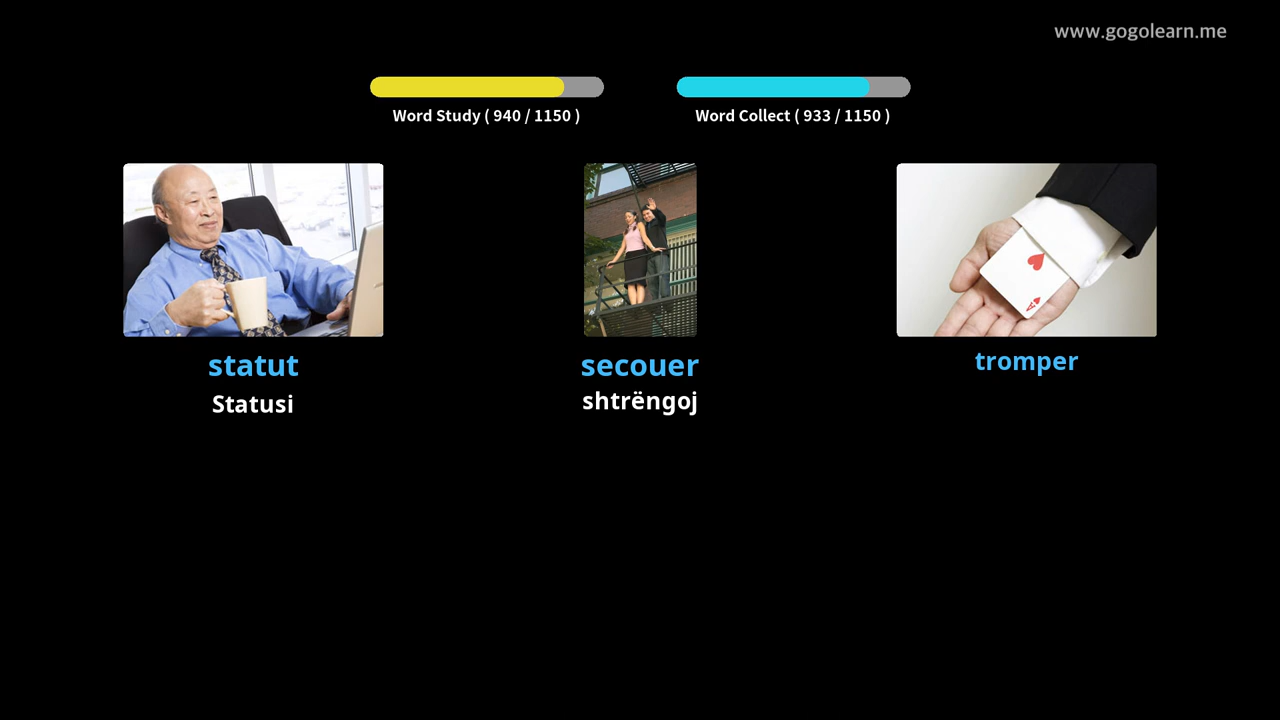 www.gogolearn.me
Word Study ( 940 / 1150 )
Word Collect ( 933 / 1150 )
statut
Statusi
secouer
shtrëngoj
tromper